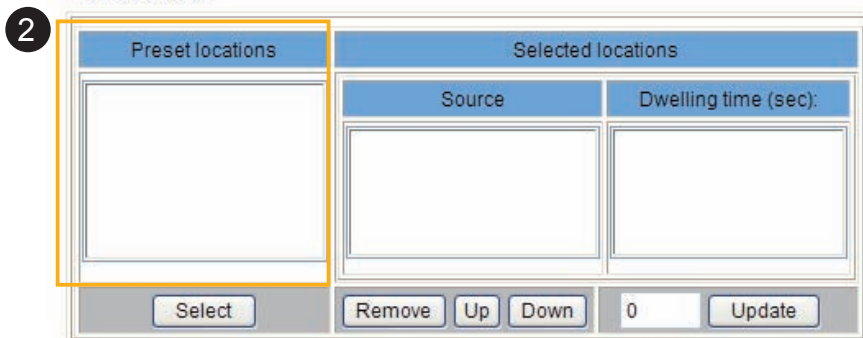 2
Preset locations
Selected locations
Source
Dwelling time (sec):
Select
Remove
Up
Down
0
Update